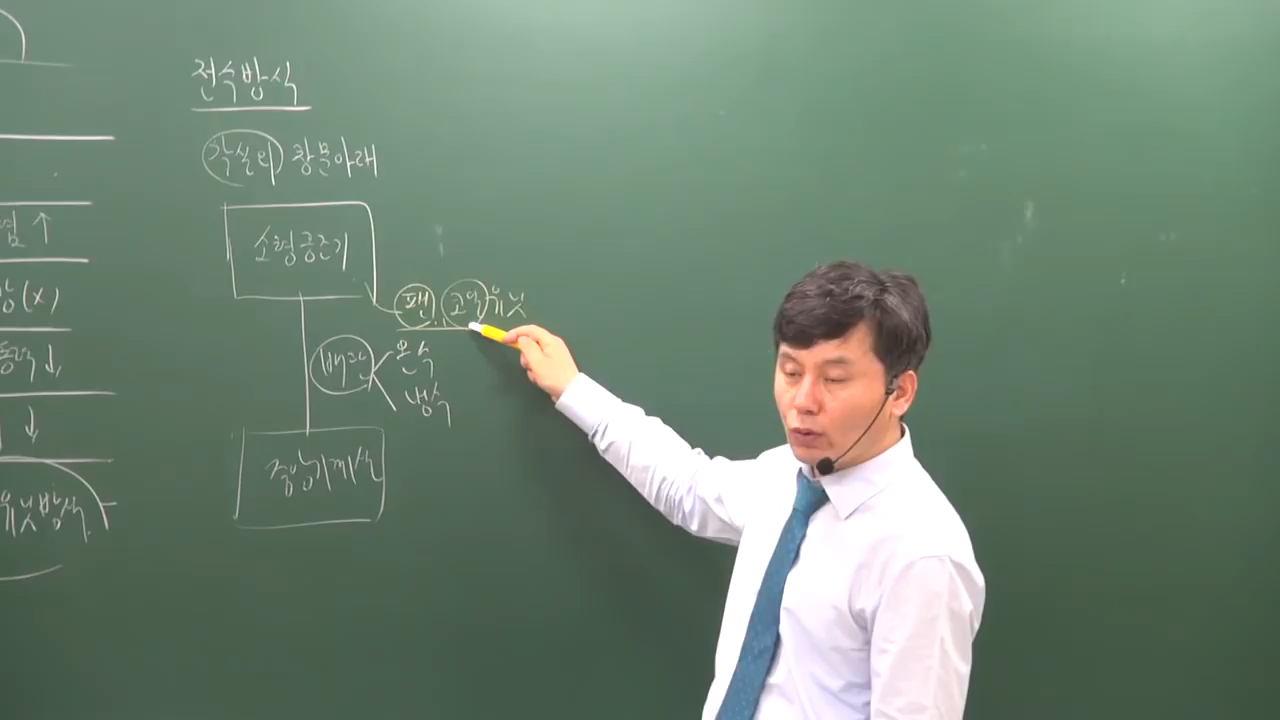 전수방식
각실의 창문아래
소형공조기
팬 코일 유닛
배관
온수
냉수
중앙기계실
↑
(x)
↓
↓
유닛방식